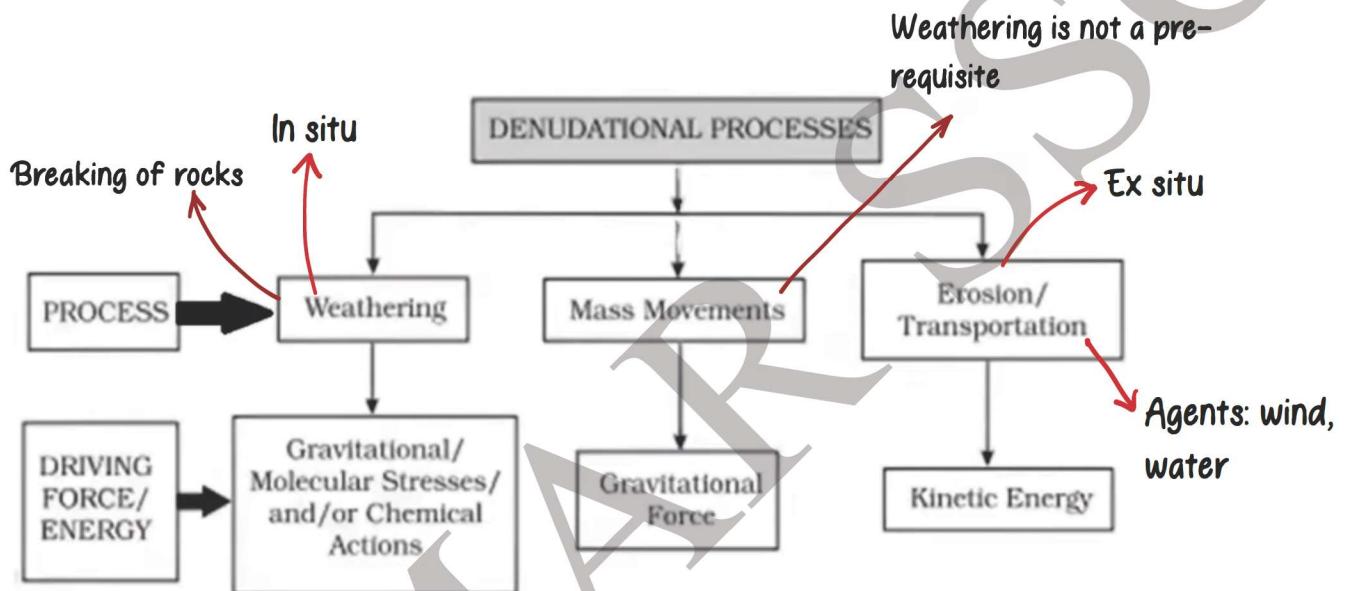 Weathering is not a pre-
requisite
DENUDATIONAL PROCESSES
In situ
Breaking of rocks
Ex situ
PROCESS
Weathering
Mass Movements
Erosion/
Transportation
Agents: wind,
water
DRIVING
FORCE/
ENERGY
Gravitational/
Molecular Stresses/
and/or Chemical
Actions
Gravitational
Force
Kinetic Energy